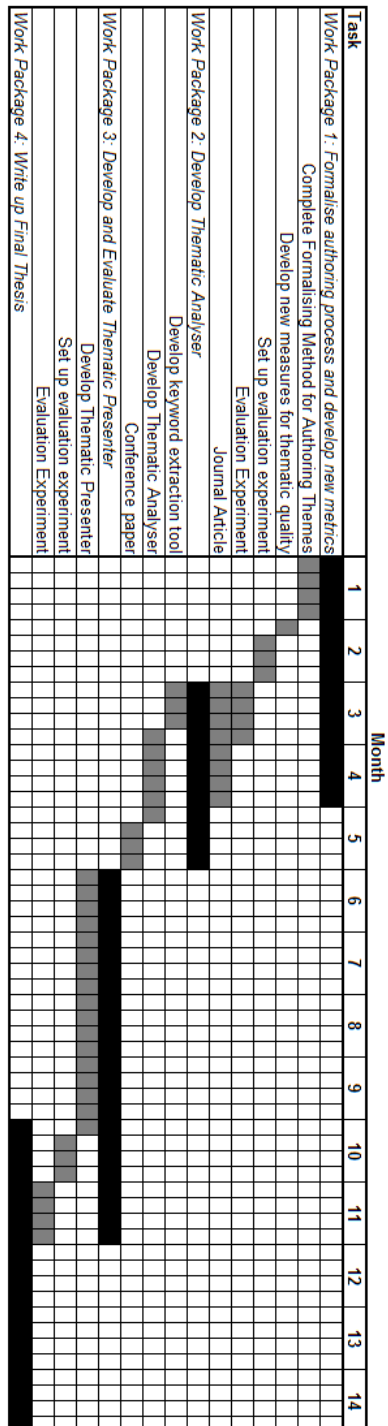 Month
Task 1 2 3 4 5 6 7 8 9 10 11 12 13 14
Work Package 1: Formalise authoring process and develop new metrics
Complete Formalising Method for Authoring Themes
Develop new measures for thematic quality
Set up evaluation experiment
Evaluation Experiment
Journal Article
Work Package 2: Develop Thematic Analyser
Develop keyword extraction tool
Develop Thematic Analyser
Conference paper
Work Package 3: Develop and Evaluate Thematic Presenter
Develop Thematic Presenter
Set up evaluation experiment
Evaluation Experiment
Work Package 4: Write up Final Thesis